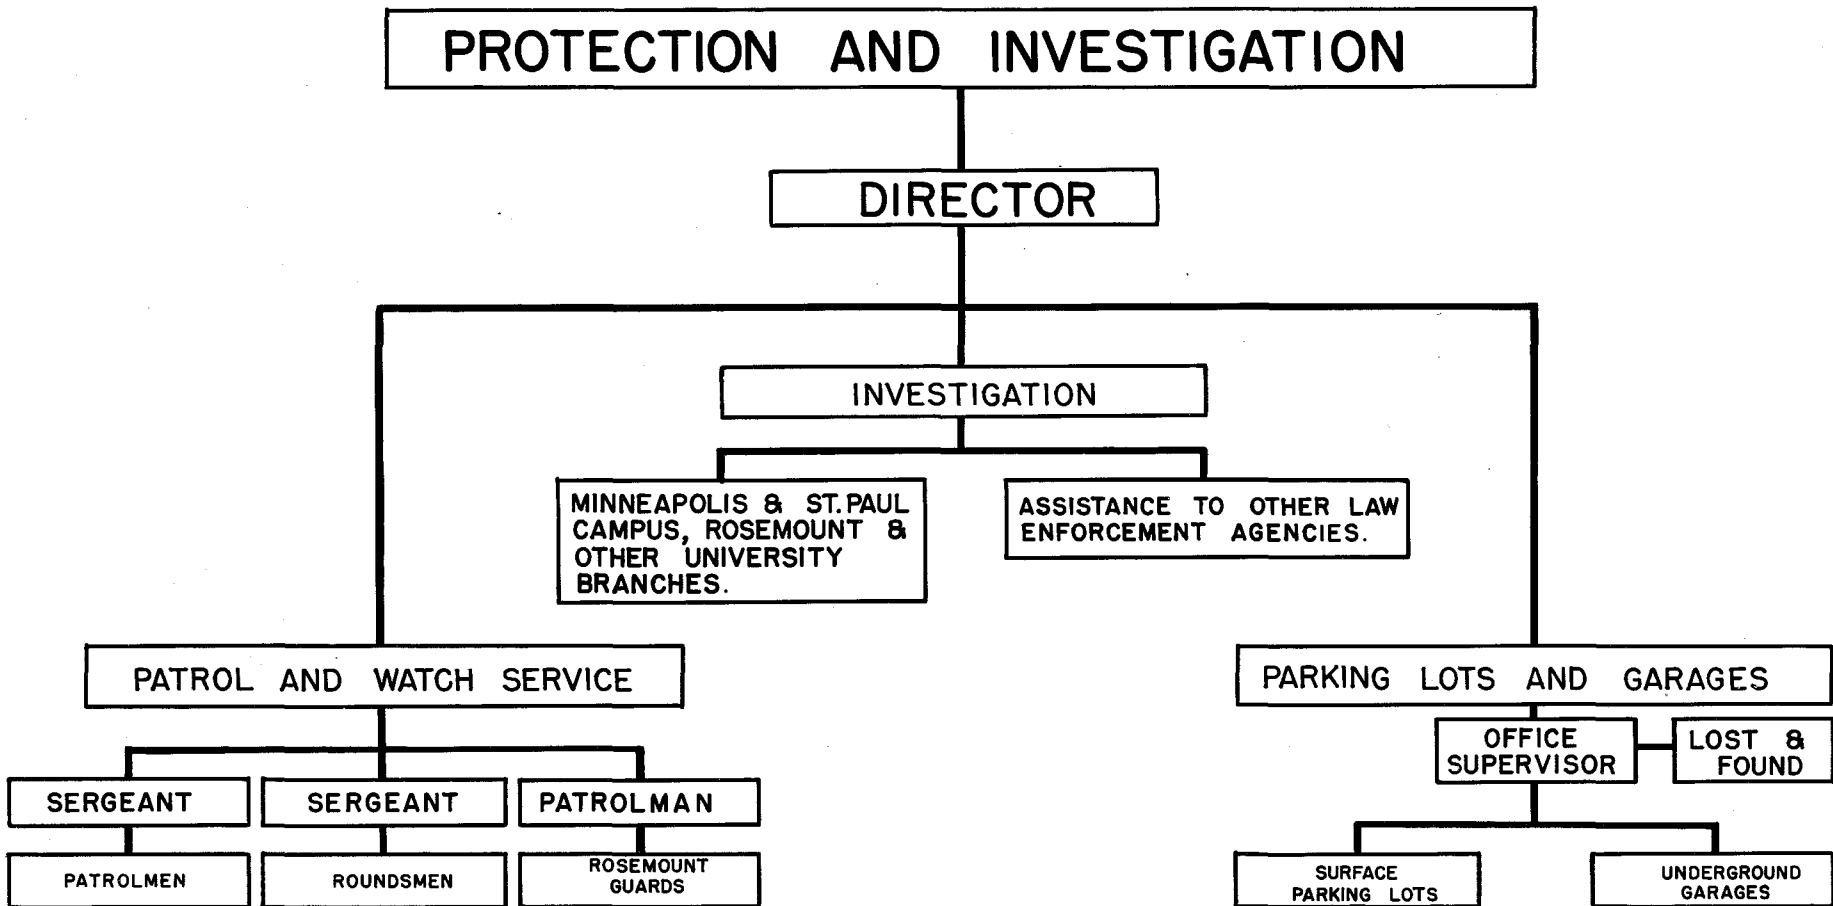 PROTECTION AND INVESTIGATION
DIRECTOR
INVESTIGATION
MINNEAPOLIS & ST. PAUL
CAMPUS, ROSEMOUNT &
OTHER UNIVERSITY
BRANCHES.
ASSISTANCE TO OTHER LAW
ENFORCEMENT AGENCIES.
PATROL AND WATCH SERVICE
PARKING LOTS AND GARAGES
OFFICE
SUPERVISOR
LOST &
FOUND
SERGEANT
SERGEANT
PATROLMAN
PATROLMEN
ROUNDSMEN
ROSEMOUNT
GUARDS
SURFACE
PARKING LOTS
UNDERGROUND
GARAGES